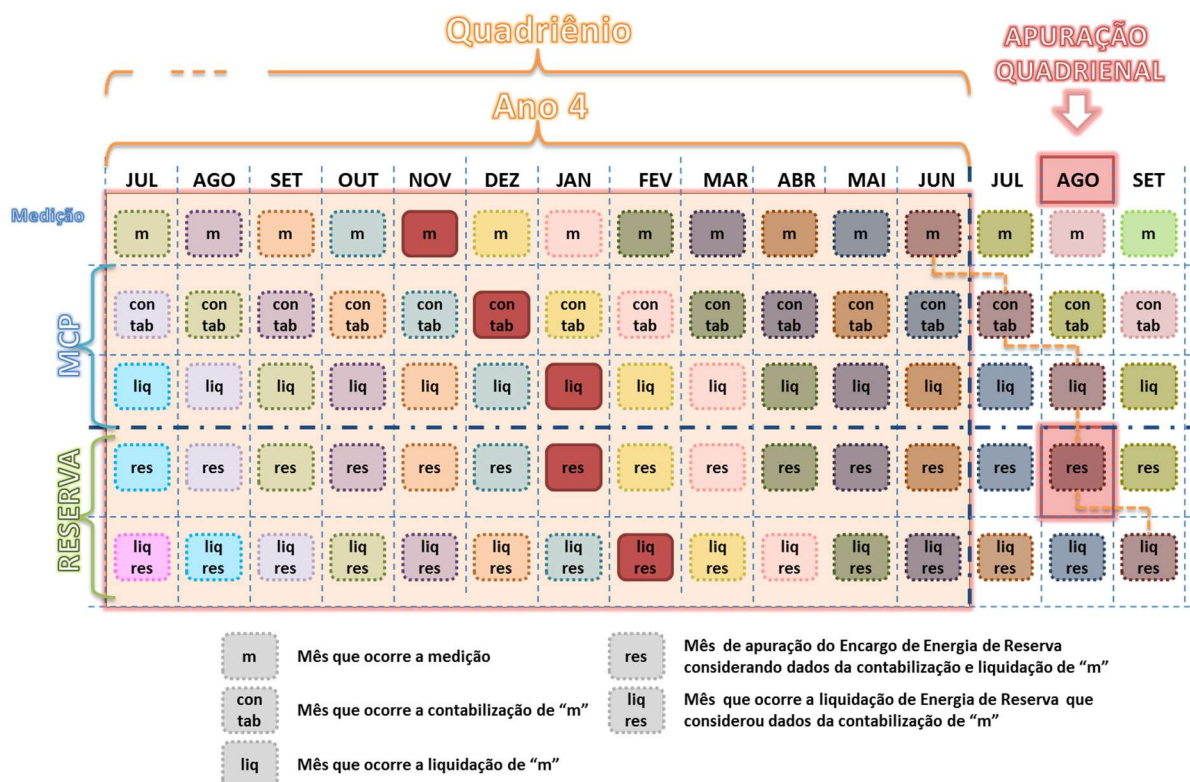 Quadriênio
APURAÇÃO
QUADRIENAL
Ano 4
JUL AGO SET OUT NOV DEZ JAN FEV MAR ABR MAI JUN JUL AGO SET
Medição
m m m m m m m m m m m m m m m
MCP
con con con con con con con con con con con con con con con
tab tab tab tab tab tab tab tab tab tab tab tab tab tab tab
liq liq liq liq liq liq liq liq liq liq liq liq liq liq liq
RESERVA
res res res res res res res res res res res res res res res
liq liq liq liq liq liq liq liq liq liq liq liq liq liq liq
res res res res res res res res res res res res res res res
m Mês que ocorre a medição
con
tab
Mês que ocorre a contabilização de “m”
liq Mês que ocorre a liquidação de “m”
res
Mês de apuração do Encargo de Energia de Reserva
considerando dados da contabilização e liquidação de “m”
liq
res
Mês que ocorre a liquidação de Energia de Reserva que
considerou dados da contabilização de “m”